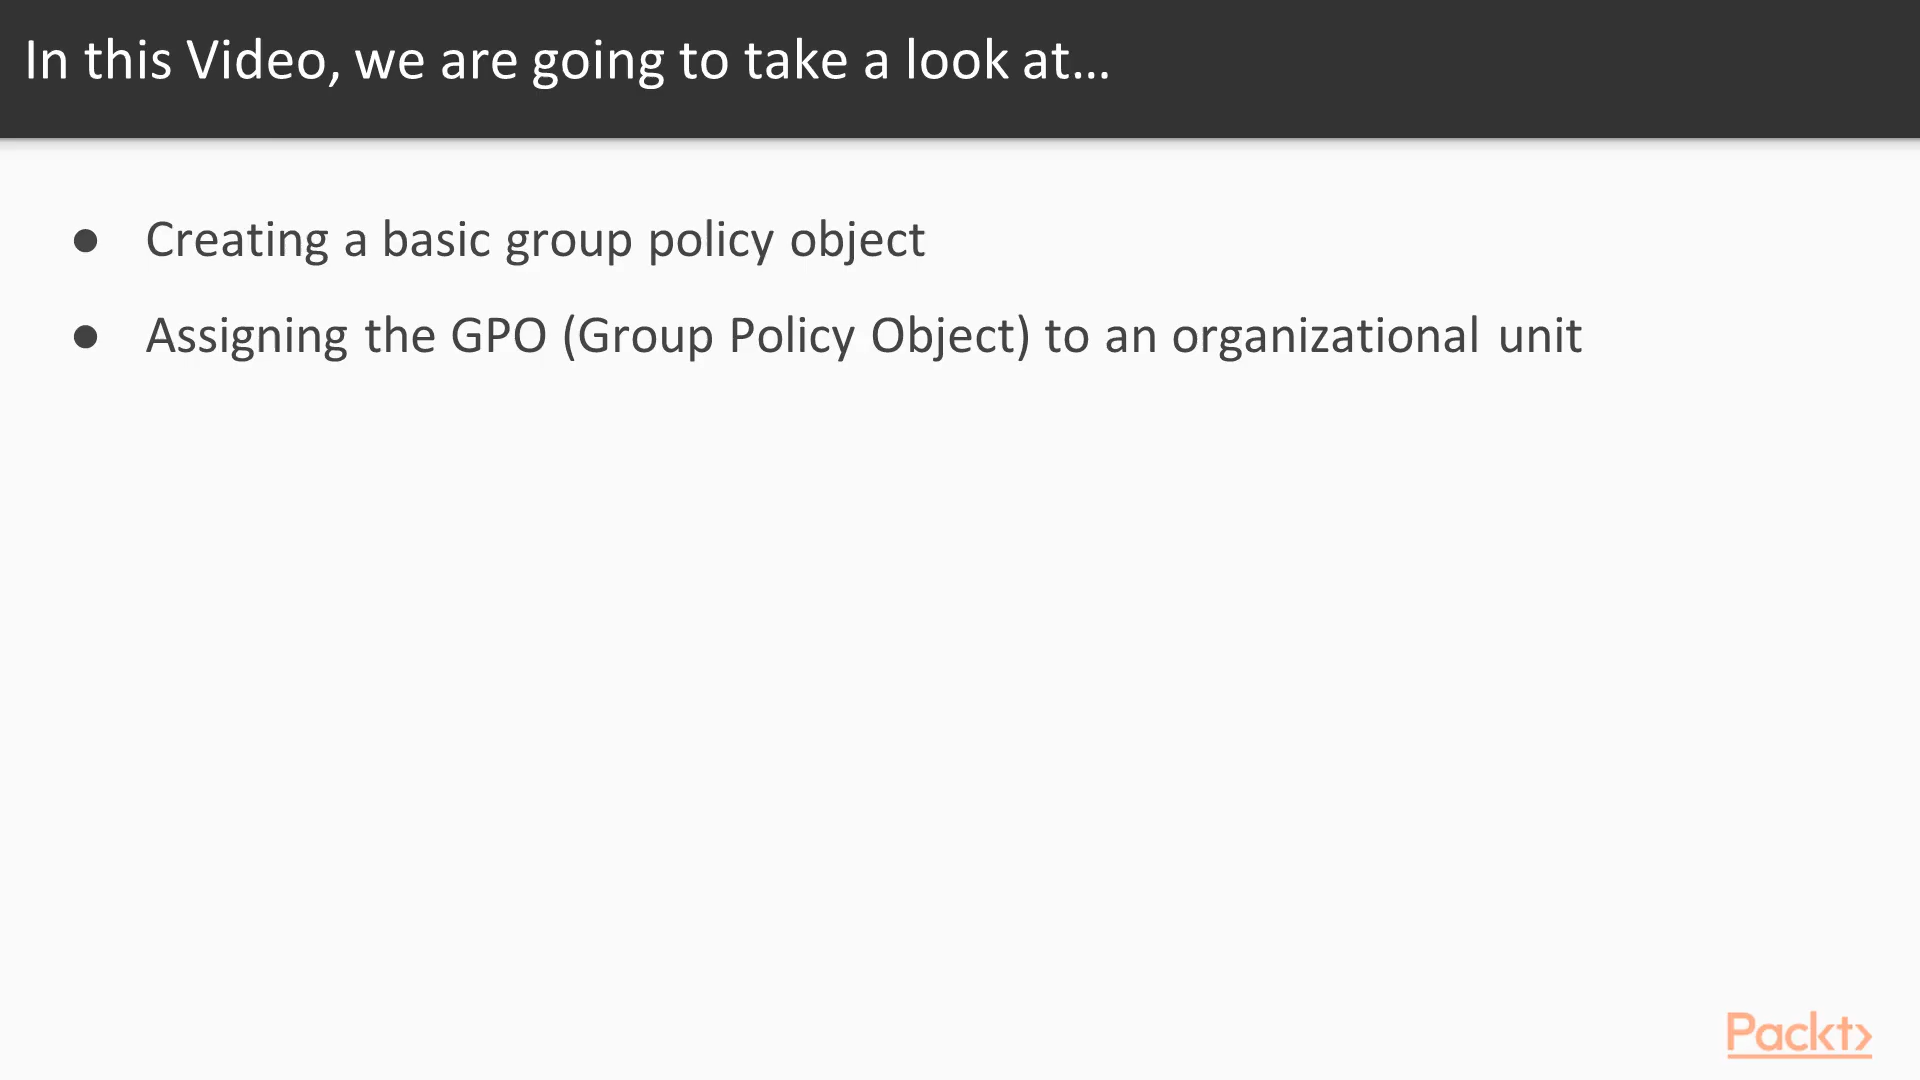 In this Video, we are going to take a look at...
● Creating a basic group policy object
● Assigning the GPO (Group Policy Object) to an organizational unit
Packt>